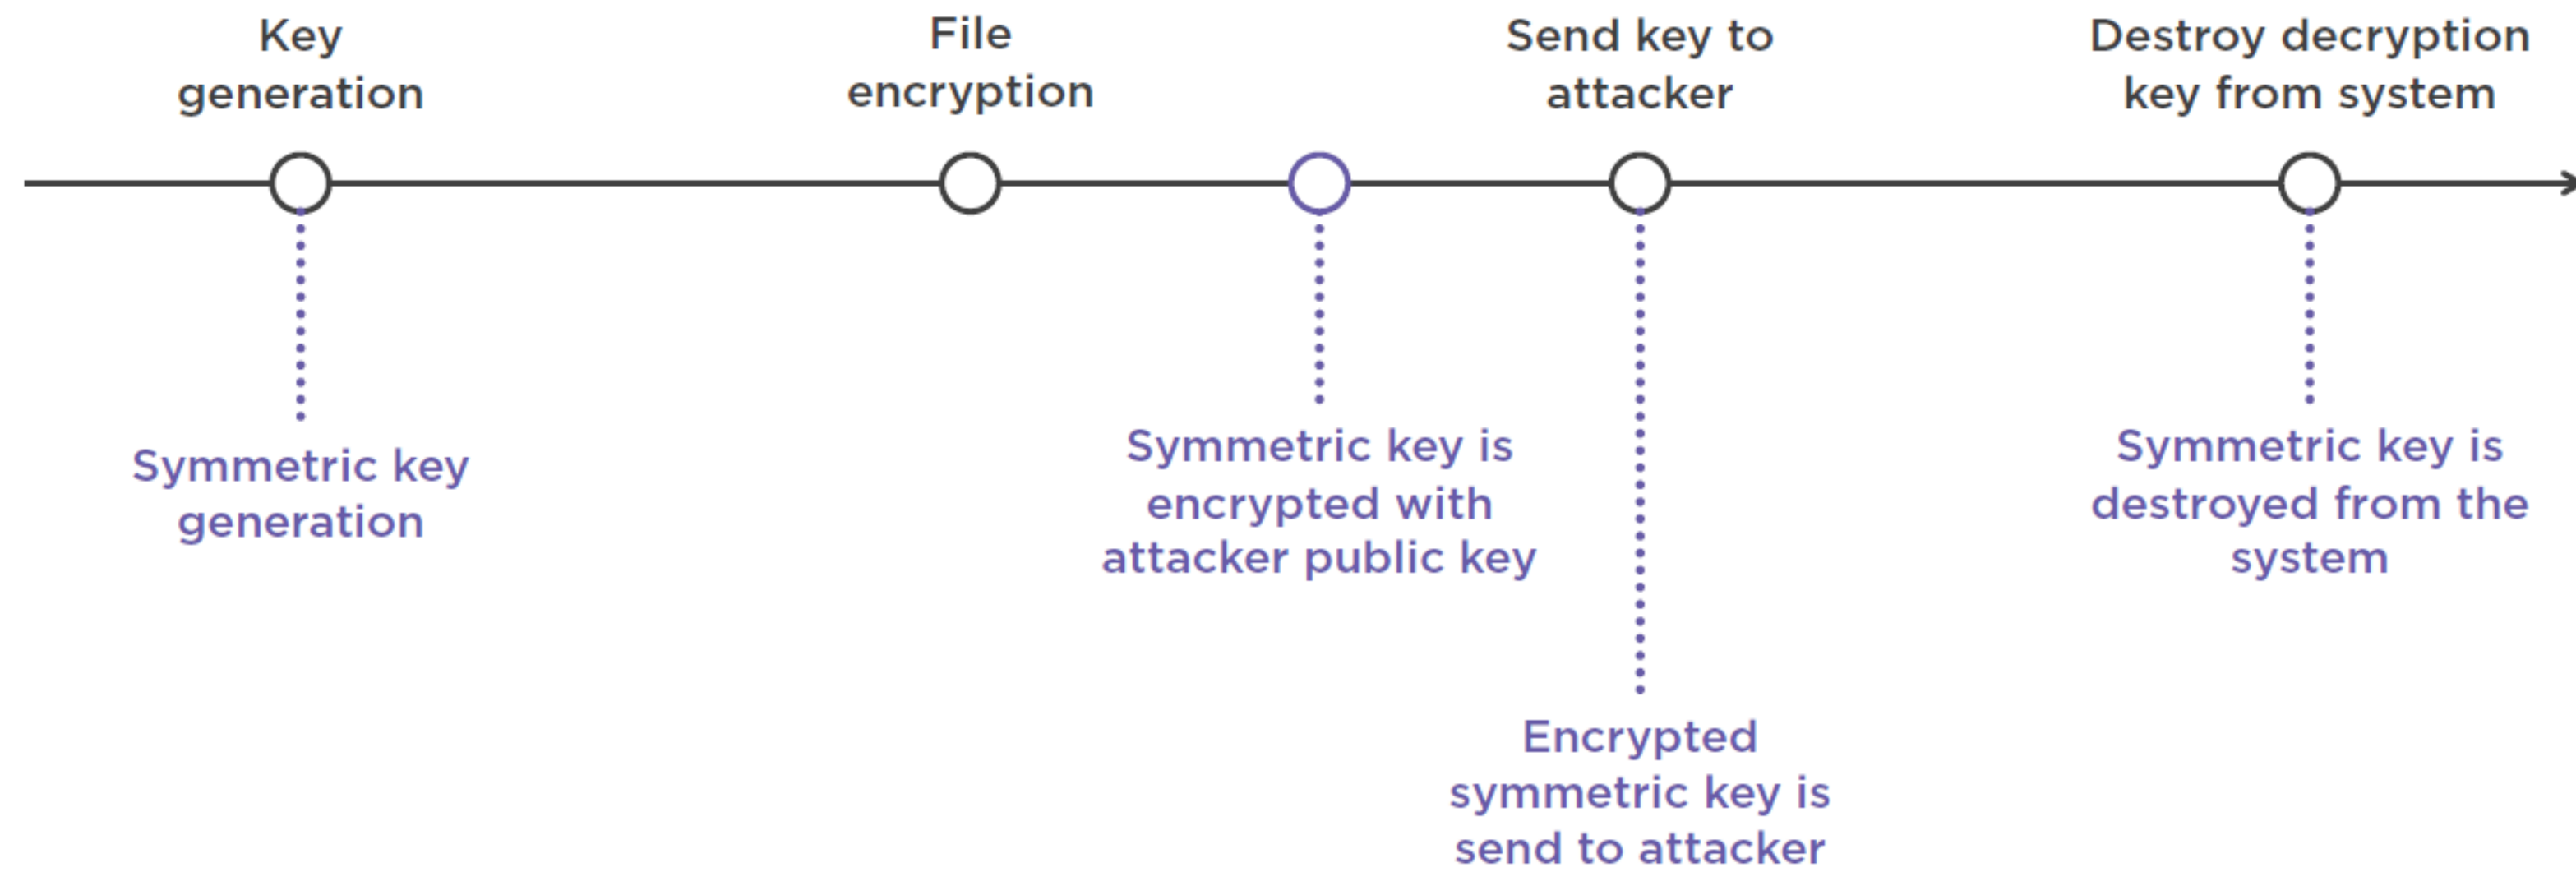 Key
generation
File
encryption
Send key to
attacker
Destroy decryption
key from system
Symmetric key
generation
Symmetric key is
encrypted with
attacker public key
Encrypted
symmetric key is
send to attacker
Symmetric key is
destroyed from the
system